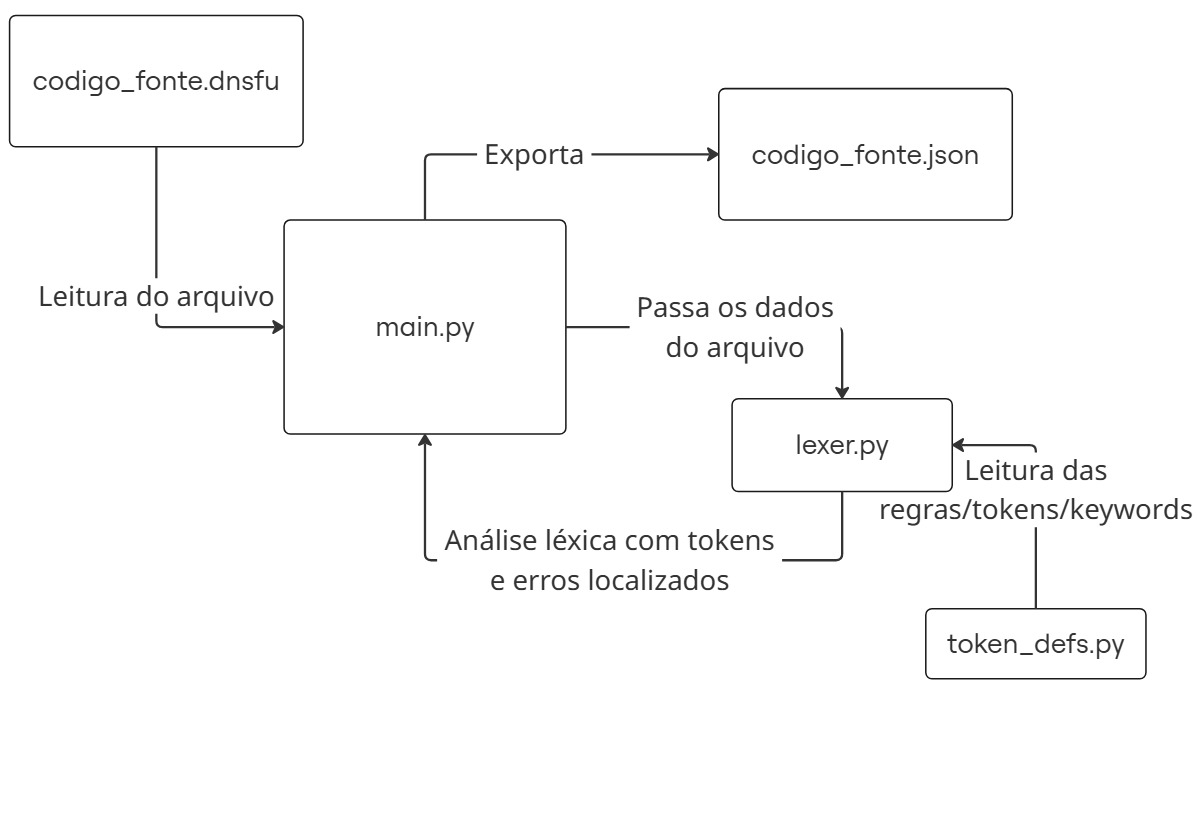 codigo_fonte.dnsfu
Exporta
codigo_fonte.json
Leitura do arquivo
main.py
Passa os dados
do arquivo
lexer.py
Leitura das
regras/tokens/keywords
Análise léxica com tokens
e erros localizados
token_defs.py